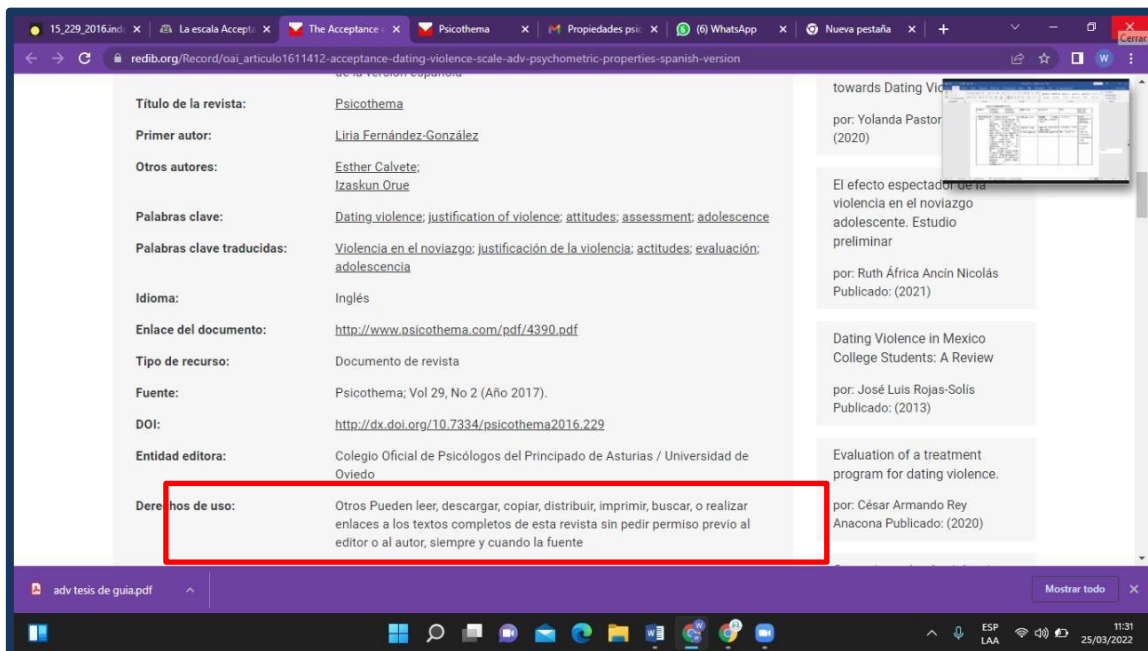 15_229_2016.ind
La escala Accepta
The Acceptance o
Psicothema
Propiedades psic
(6) WhatsApp
Nueva pestaña
Cerrar
redib.org/Record/oai_articulo1611412-acceptance-dating-violence-scale-adv-psychometric-properties-spanish-version
W
de la versión española
Título de la revista: Psicothema
Primer autor: Liria Fernández-González
Otros autores: Esther Calvete;
Izaskun Orue
Palabras clave: Dating violence; justification of violence; attitudes; assessment; adolescence
Palabras clave traducidas: Violencia en el noviazgo; justificación de la violencia; actitudes; evaluación;
adolescencia
Idioma: Inglés
Enlace del documento: http://www.psicothema.com/pdf/4390.pdf
Tipo de recurso: Documento de revista
Fuente: Psicothema; Vol 29, No 2 (Año 2017).
DOI: http://dx.doi.org/10.7334/psicothema2016.229
Entidad editora: Colegio Oficial de Psicólogos del Principado de Asturias / Universidad de
Oviedo
Derechos de uso: Otros Pueden leer, descargar, copiar, distribuir, imprimir, buscar, o realizar
enlaces a los textos completos de esta revista sin pedir permiso previo al
editor o al autor, siempre y cuando la fuente
towards Dating Vio
por: Yolanda Pastor
(2020)
El efecto espectador de la
violencia en el noviazgo
adolescente. Estudio
preliminar
por: Ruth África Ancín Nicolás
Publicado: (2021)
Dating Violence in Mexico
College Students: A Review
por: José Luis Rojas-Solís
Publicado: (2013)
Evaluation of a treatment
program for dating violence.
por: César Armando Rey
Anacona Publicado: (2020)
adv tesis de guia.pdf
Mostrar todo
ESP
LAA
11:31
25/03/2022